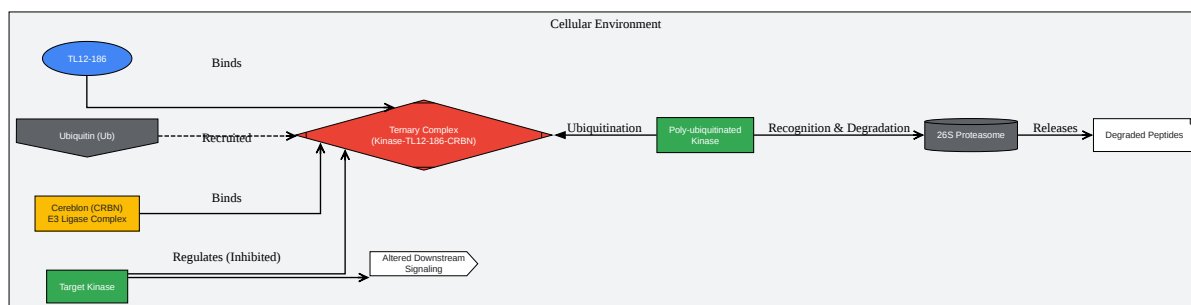 Cellular Environment
TL12-186
Binds
Ubiquitin (Ub)
Recruited
Ternary Complex
(Kinase-TL12-186-CRBN)
Ubiquitination
Poly-ubiquitinated
Kinase
Recognition & Degradation
26S Proteasome
Releases
Degraded Peptides
Cereblon (CRBN)
E3 Ligase Complex
Binds
Regulates (Inhibited)
Altered Downstream
Signaling
Target Kinase